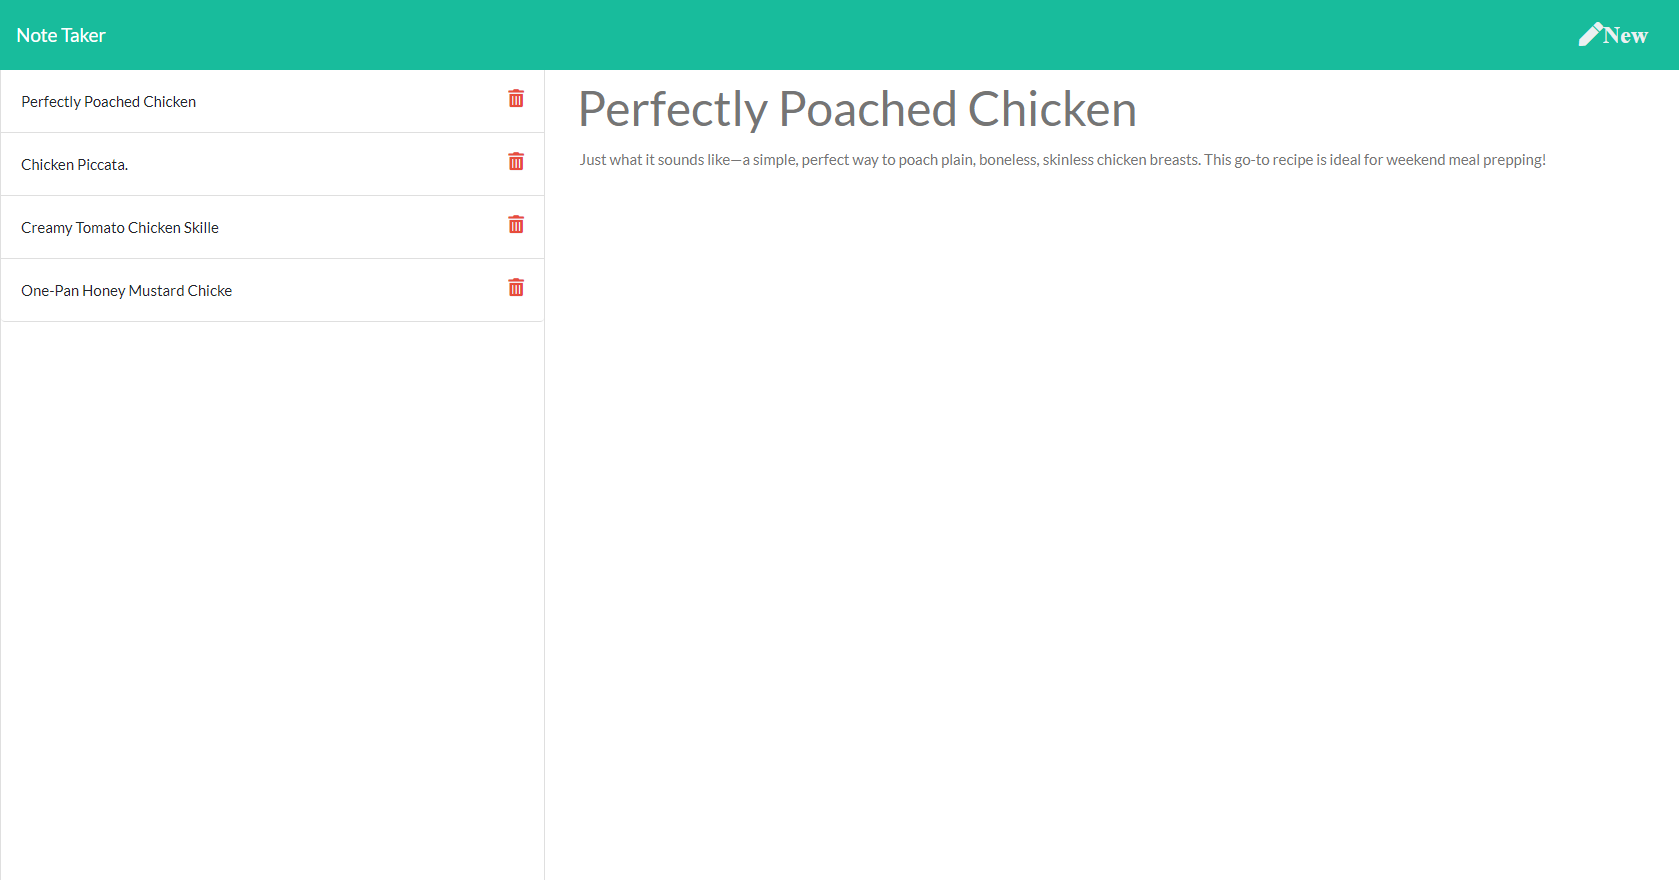 Note Taker
New
Perfectly Poached Chicken
Chicken Piccata.
Creamy Tomato Chicken Skille
One-Pan Honey Mustard Chicke
Perfectly Poached Chicken
Just what it sounds like—a simple, perfect way to poach plain, boneless, skinless chicken breasts. This go-to recipe is ideal for weekend meal prepping!